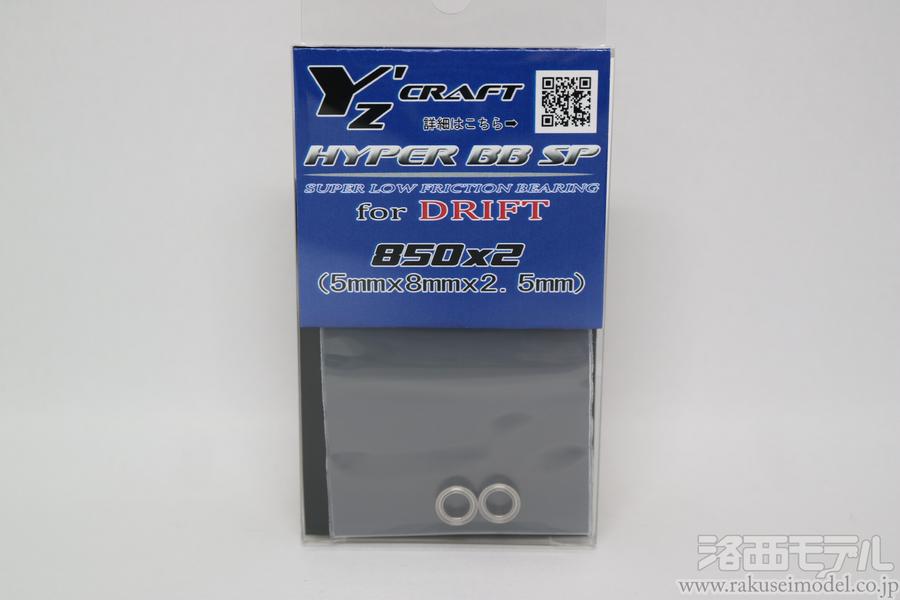 Y'z CRAFT
詳細はこちら➡
HYPER BB SP
SUPER LOW FRICTION BEARING
for DRIFT
850x2
(5mmx8mmx2.5mm)
洛西モデル
www.rakuseimodel.co.jp